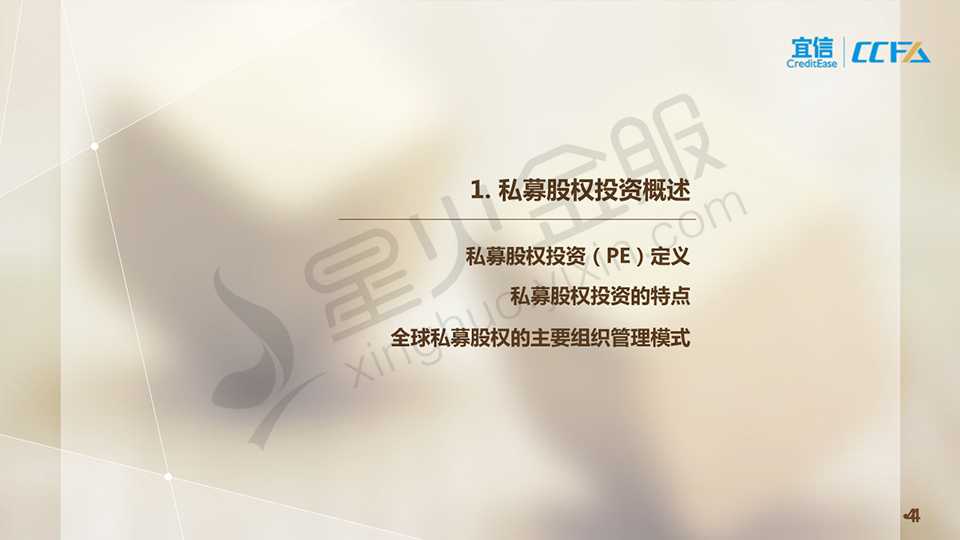 宜信
CreditEase
CCFA
1. 私募股权投资概述
私募股权投资（PE）定义
私募股权投资的特点
全球私募股权的主要组织管理模式
星火金服
xinghuoyixin.com